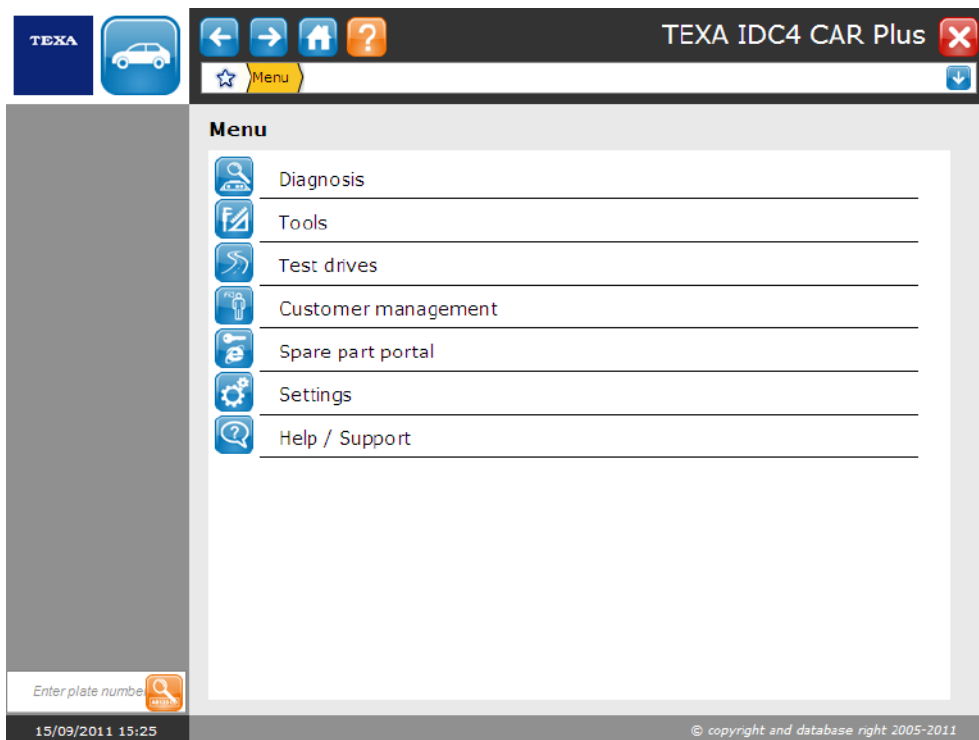 TEXA
TEXA IDC4 CAR Plus
Menu
Menu
Diagnosis
Tools
Test drives
Customer management
Spare part portal
Settings
Help / Support
Enter plate numbe
15/09/2011 15:25
© copyright and database right 2005-2011